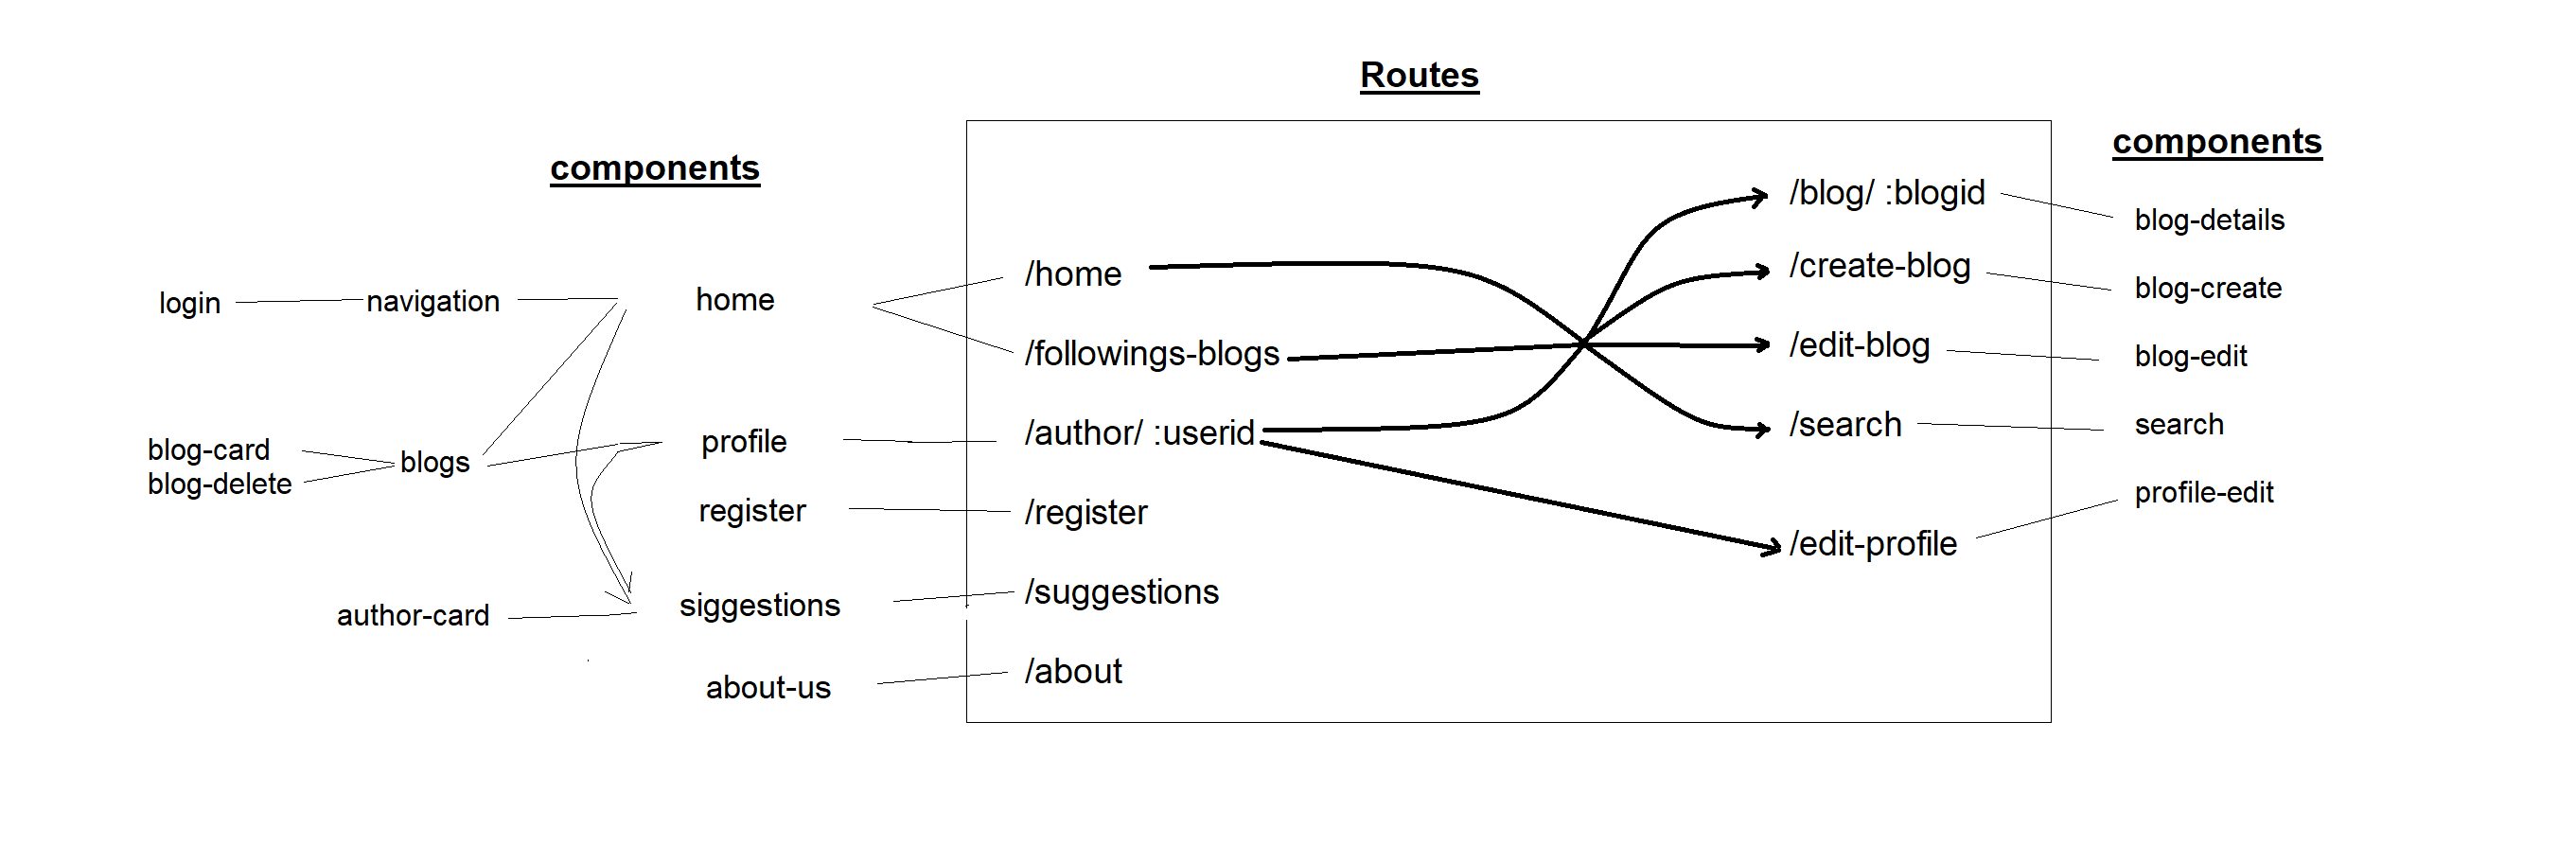 Routes
components
components
login
navigation
home
blog-card
blog-delete
blogs
profile
register
author-card
siggestions
about-us
/home
/followings-blogs
/author/ :userid
/register
/suggestions
/about
/blog/ :blogid
/create-blog
/edit-blog
/search
/edit-profile
blog-details
blog-create
blog-edit
search
profile-edit